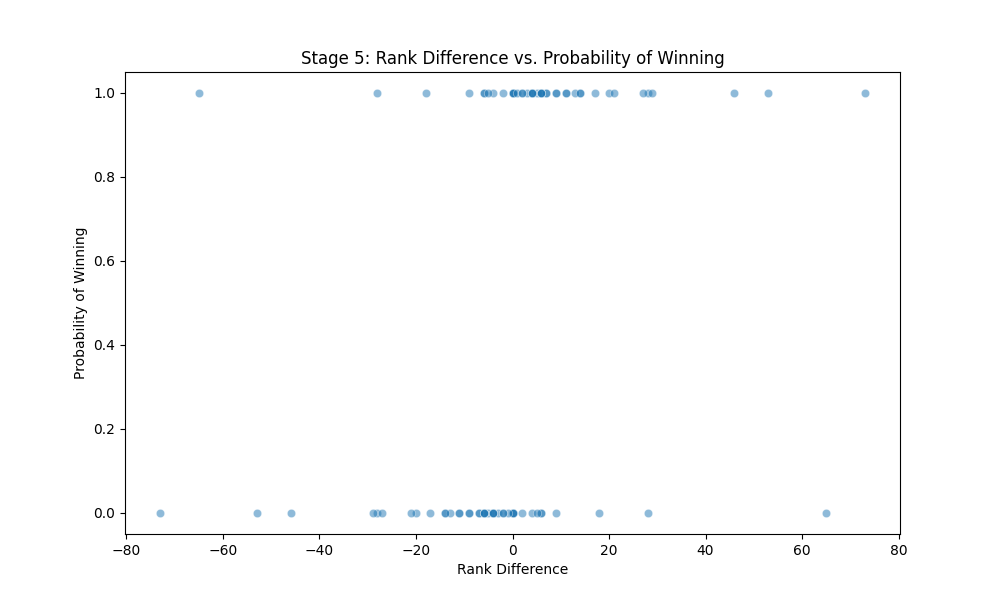 Stage 5: Rank Difference vs. Probability of Winning
1.0
0.8
0.6
0.4
0.2
0.0
Probability of Winning
−80 −60 −40 −20 0 20 40 60 80
Rank Difference